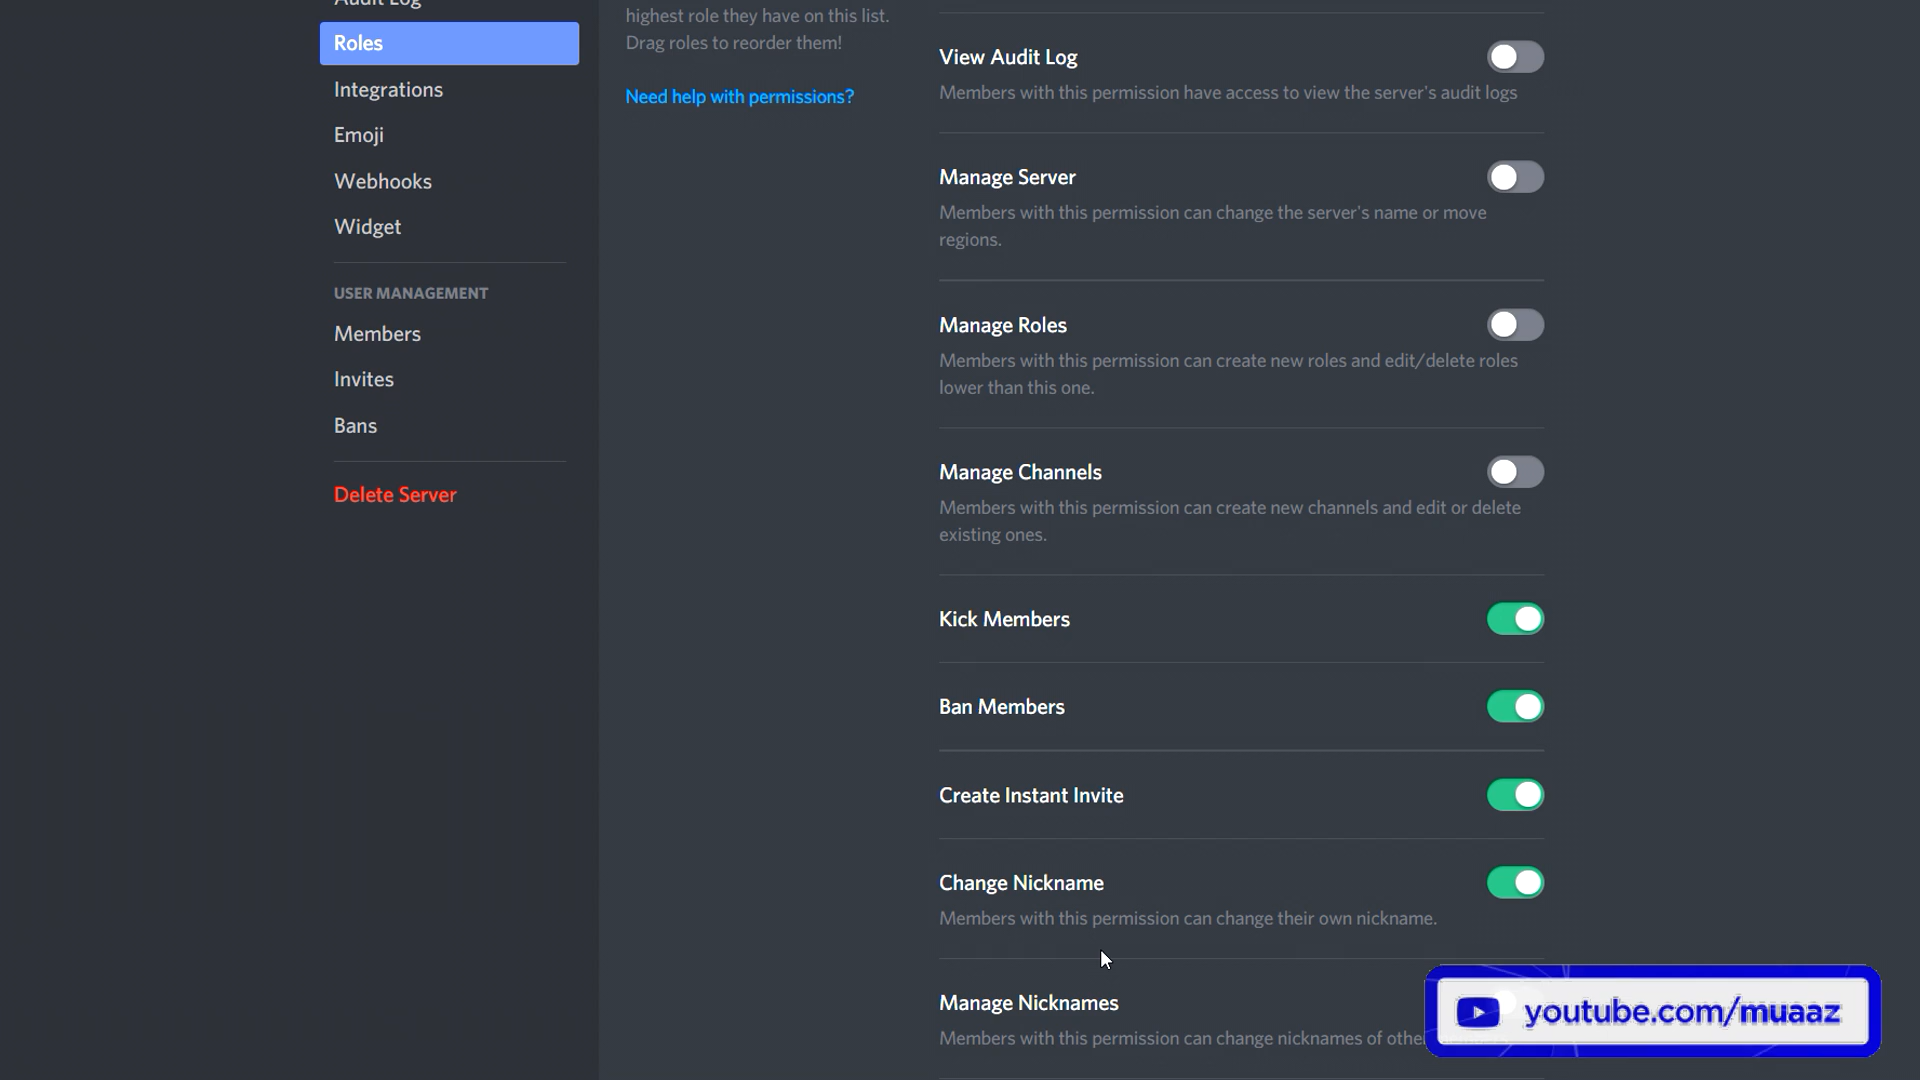 Audit Log
Roles
Integrations
Emoji
Webhooks
Widget
USER MANAGEMENT
Members
Invites
Bans
Delete Server
highest role they have on this list.
Drag roles to reorder them!
Need help with permissions?
View Audit Log
Members with this permission have access to view the server's audit logs
Manage Server
Members with this permission can change the server's name or move
regions.
Manage Roles
Members with this permission can create new roles and edit/delete roles
lower than this one.
Manage Channels
Members with this permission can create new channels and edit or delete
existing ones.
Kick Members
Ban Members
Create Instant Invite
Change Nickname
Members with this permission can change their own nickname.
Manage Nicknames
Members with this permission can change nicknames of
youtube.com/muaaz